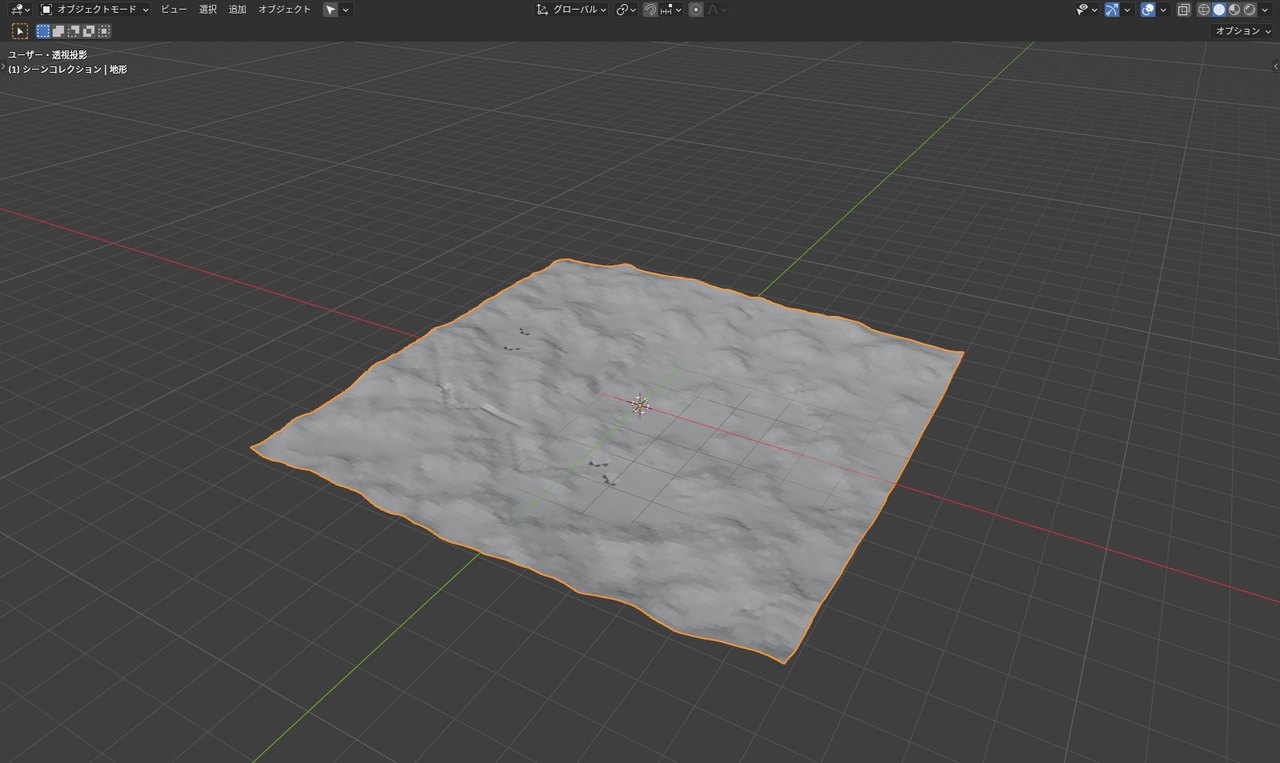 オブジェクトモード ビュー 選択 追加 オブジェクト グローバル
オプション
ユーザー・透視投影
(1) シーンコレクション | 地形